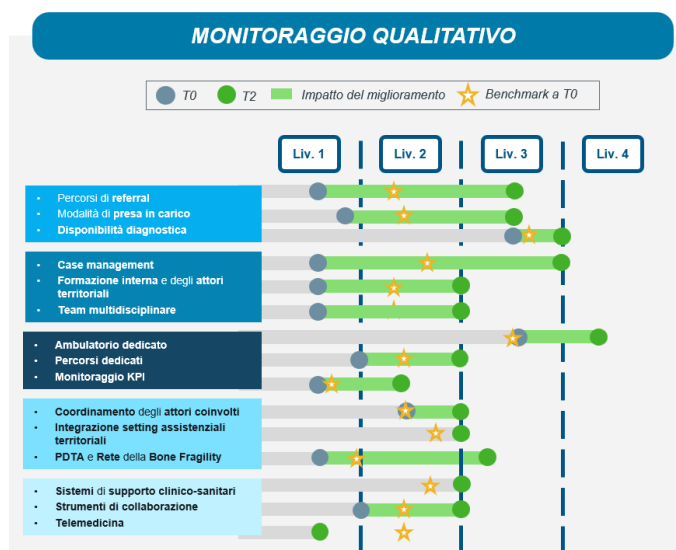 MONITORAGGIO QUALITATIVO
T0
T2
Impatto del miglioramento
Benchmark a T0
Liv. 1
Liv. 2
Liv. 3
Liv. 4
• Percorsi di referral
• Modalità di presa in carico
• Disponibilità diagnostica
• Case management
• Formazione interna e degli attori
territoriali
• Team multidisciplinare
• Ambulatorio dedicato
• Percorsi dedicati
• Monitoraggio KPI
• Coordinamento degli attori coinvolti
• Integrazione setting assistenziali
territoriali
• PDTA e Rete della Bone Fragility
• Sistemi di supporto clinico-sanitari
• Strumenti di collaborazione
• Telemedicina